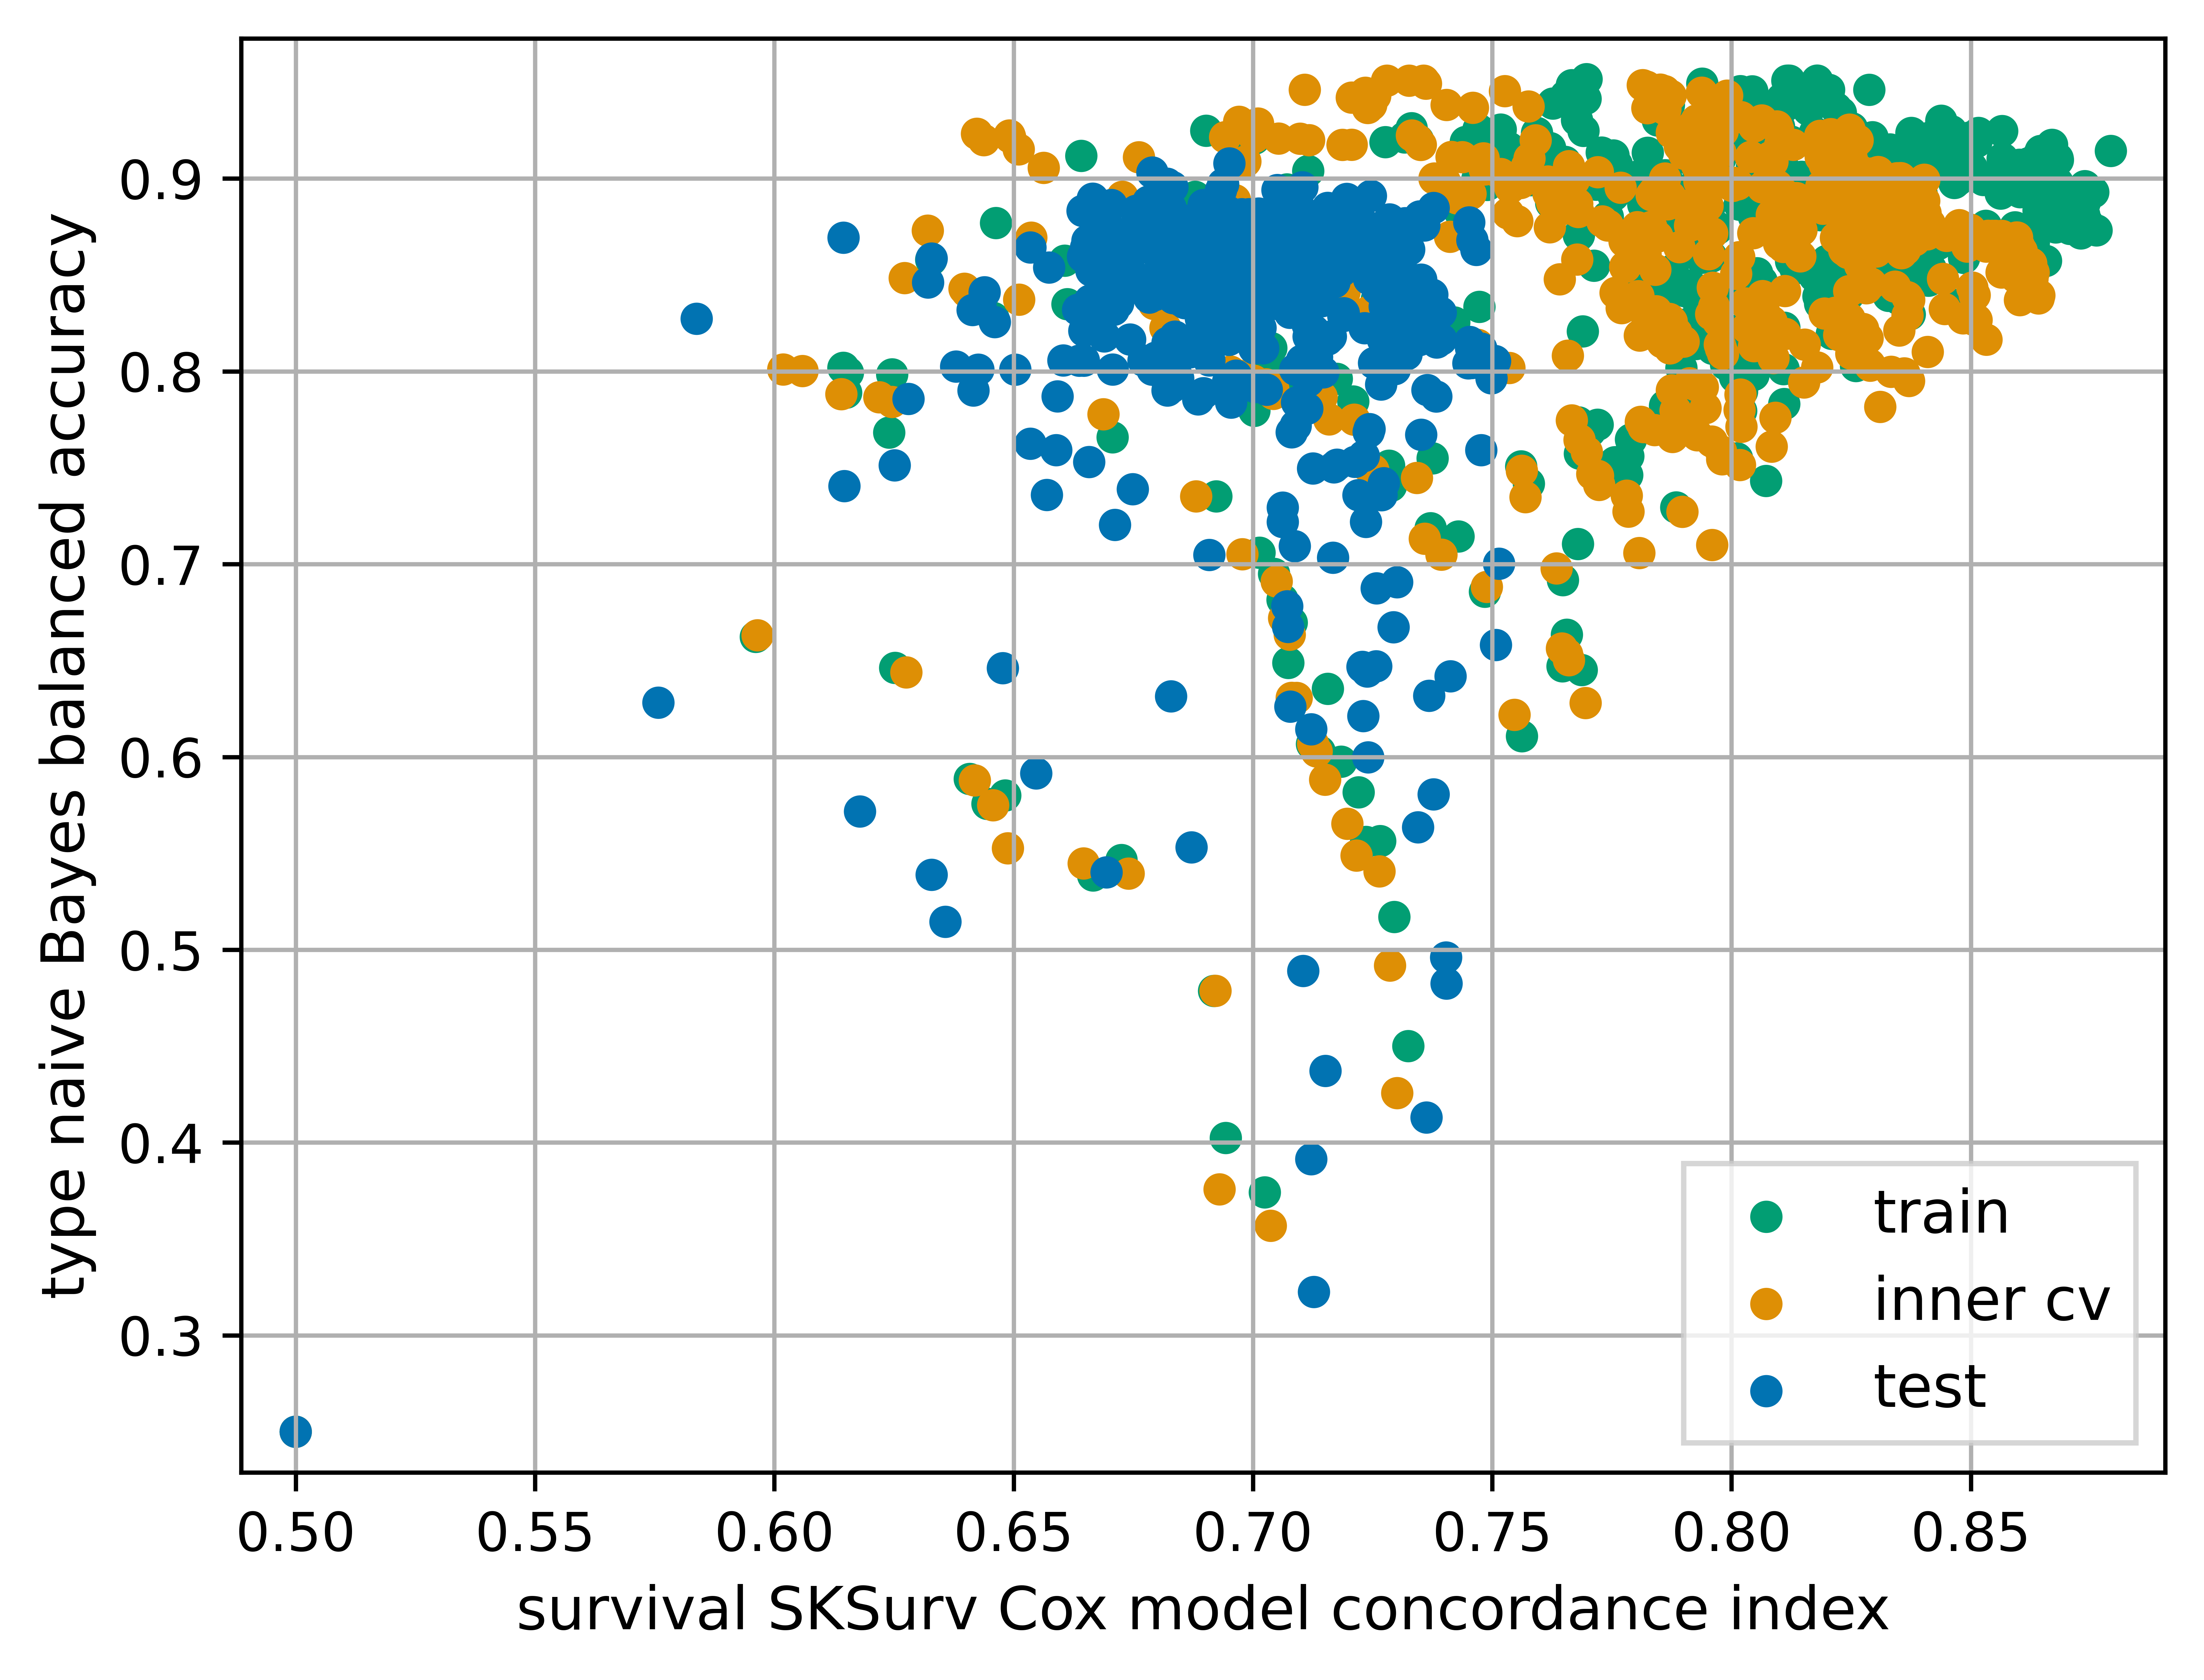 type naive Bayes balanced accuracy
0.9
0.8
0.7
0.6
0.5
0.4
0.3
0.50 0.55 0.60 0.65 0.70 0.75 0.80 0.85
survival SKSurv Cox model concordance index
train
inner cv
test